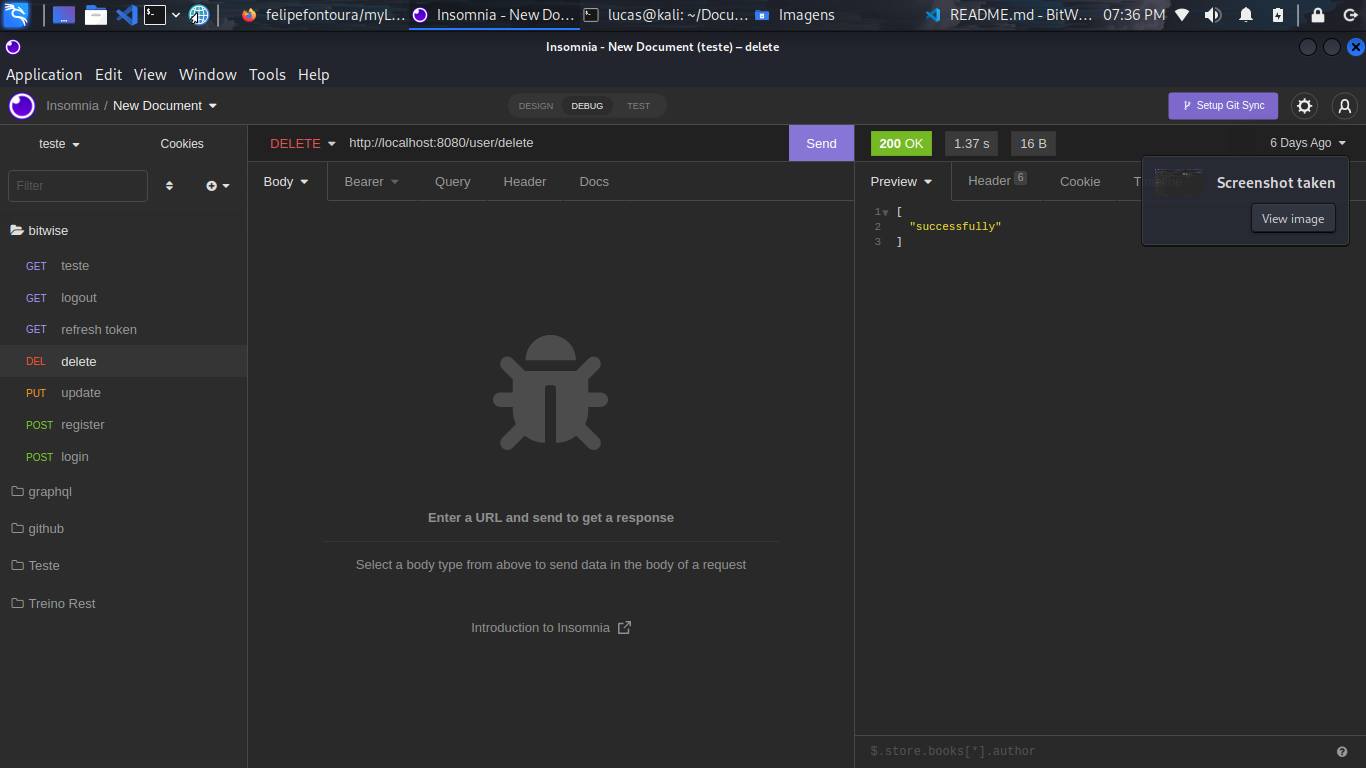 felipefontoura/myL... Insomnia - New Do... lucas@kali: ~/Docu... Imagens README.md - BitW... 07:36 PM
Insomnia - New Document (teste) – delete
Application Edit View Window Tools Help
Insomnia / New Document DESIGN DEBUG TEST Setup Git Sync
teste Cookies
DELETE http://localhost:8080/user/delete Send
200 OK 1.37 s 16 B 6 Days Ago
Filter
Body Bearer Query Header Docs
Preview Header 6 Cookie
Screenshot taken
View image
1 [
2 "successfully"
3 ]
bitwise
GET teste
GET logout
GET refresh token
DEL delete
PUT update
POST register
POST login
graphql
github
Teste
Treino Rest
Enter a URL and send to get a response
Select a body type from above to send data in the body of a request
Introduction to Insomnia
$.store.books[*].author